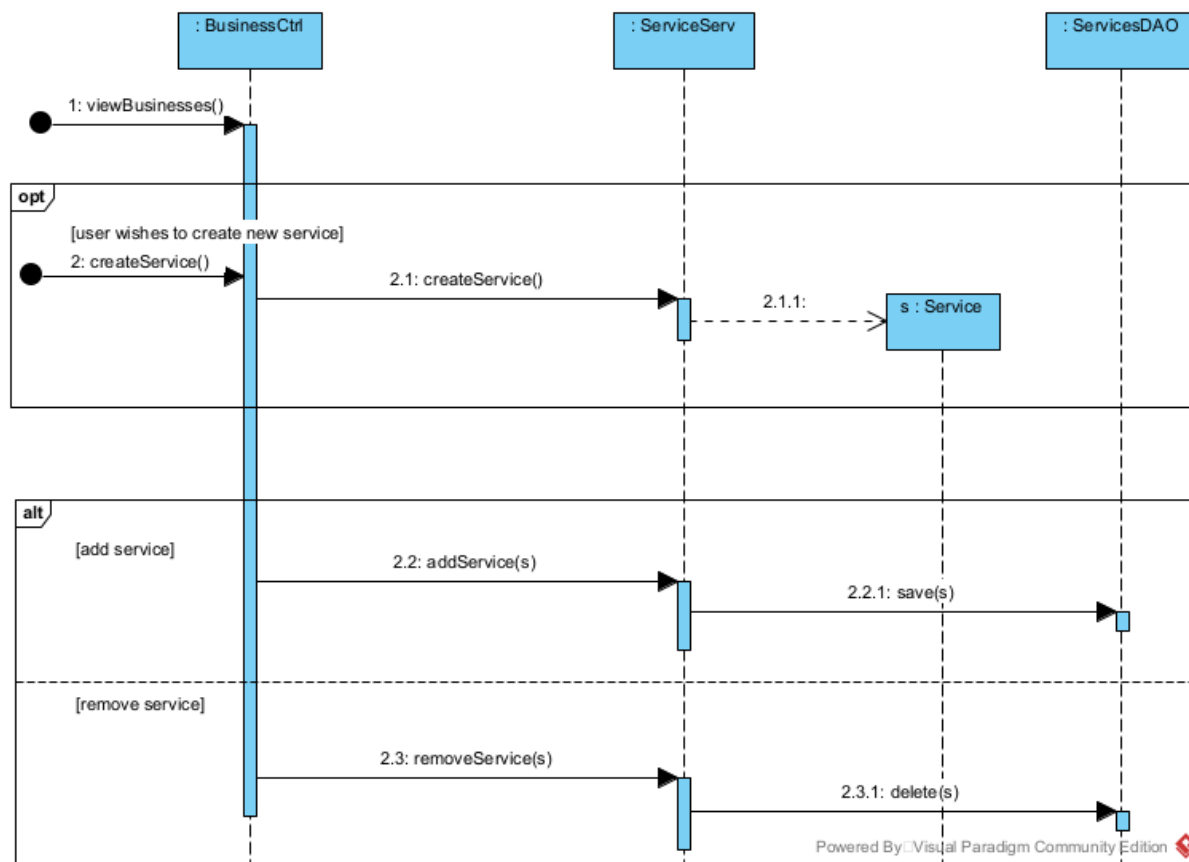 : BusinessCtrl
: ServiceServ
: ServicesDAO
1: viewBusinesses()
opt
[user wishes to create new service]
2: createService()
2.1: createService()
2.1.1:
s : Service
alt
[add service]
2.2: addService(s)
2.2.1: save(s)
[remove service]
2.3: removeService(s)
2.3.1: delete(s)
Powered By Visual Paradigm Community Edition